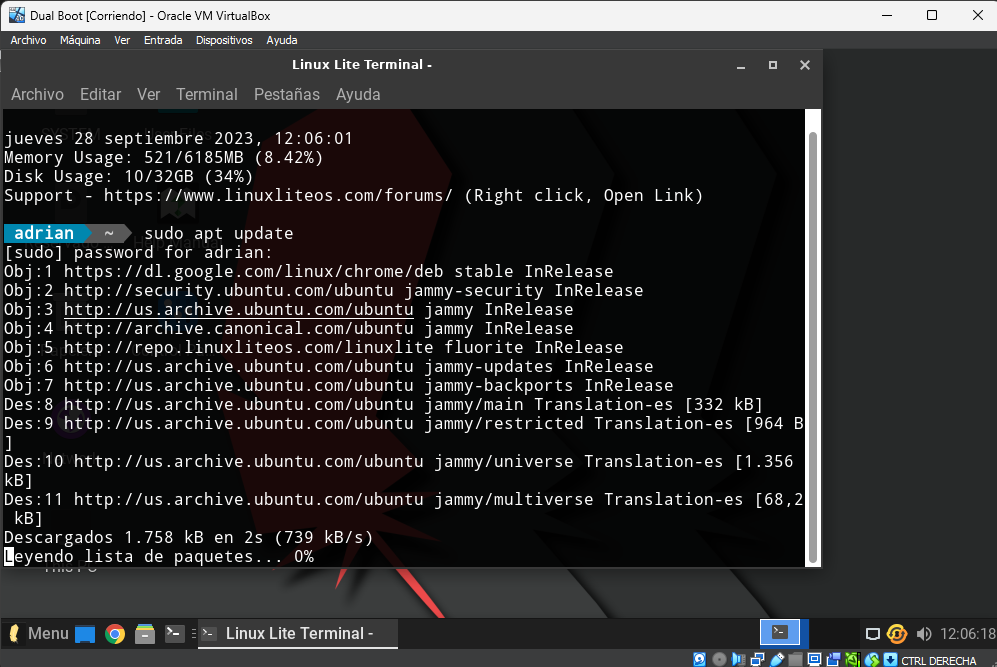 Dual Boot [Corriendo] - Oracle VM VirtualBox
Archivo Máquina Ver Entrada Dispositivos Ayuda
Linux Lite Terminal -
Archivo Editar Ver Terminal Pestañas Ayuda
jueves 28 septiembre 2023, 12:06:01
Memory Usage: 521/6185MB (8.42%)
Disk Usage: 10/32GB (34%)
Support - https://www.linuxliteos.com/forums/ (Right click, Open Link)
adrian ~ sudo apt update
[sudo] password for adrian:
Obj:1 https://dl.google.com/linux/chrome/deb stable InRelease
Obj:2 http://security.ubuntu.com/ubuntu jammy-security InRelease
Obj:3 http://us.archive.ubuntu.com/ubuntu jammy InRelease
Obj:4 http://archive.canonical.com/ubuntu jammy InRelease
Obj:5 http://repo.linuxliteos.com/linuxlite fluorite InRelease
Obj:6 http://us.archive.ubuntu.com/ubuntu jammy-updates InRelease
Obj:7 http://us.archive.ubuntu.com/ubuntu jammy-backports InRelease
Des:8 http://us.archive.ubuntu.com/ubuntu jammy/main Translation-es [332 kB]
Des:9 http://us.archive.ubuntu.com/ubuntu jammy/restricted Translation-es [964 B
]
Des:10 http://us.archive.ubuntu.com/ubuntu jammy/universe Translation-es [1.356
kB]
Des:11 http://us.archive.ubuntu.com/ubuntu jammy/multiverse Translation-es [68,2
kB]
Descargados 1.758 kB en 2s (739 kB/s)
Leyendo lista de paquetes... 0%
This PC
Menu Linux Lite Terminal - 12:06:18
CTRL DERECHA